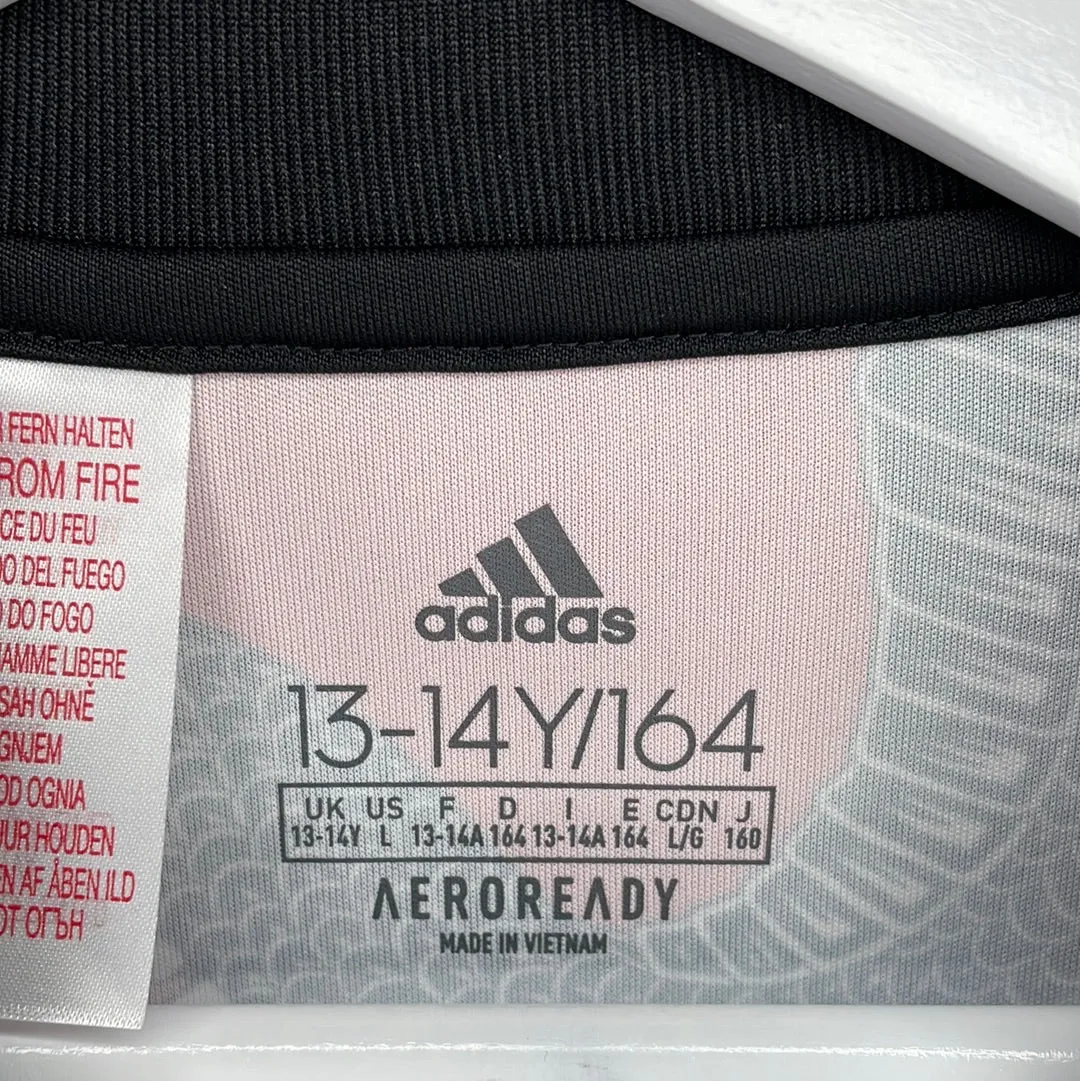 FERN HALTEN
ROM FIRE
CE DU FEU
DO DEL FUEGO
DO FOGO
AMME LIBERE
SAH OHNĚ
GNJEM
OD OGNIA
UUR HOUDEN
EN AF ÅBEN ILD
ОТ ОГЪН
adidas
13-14Y/164
UK US F D I E CDN J
13-14Y L 13-14A 164 13-14A 164 L/G 160
AEROREADY
MADE IN VIETNAM